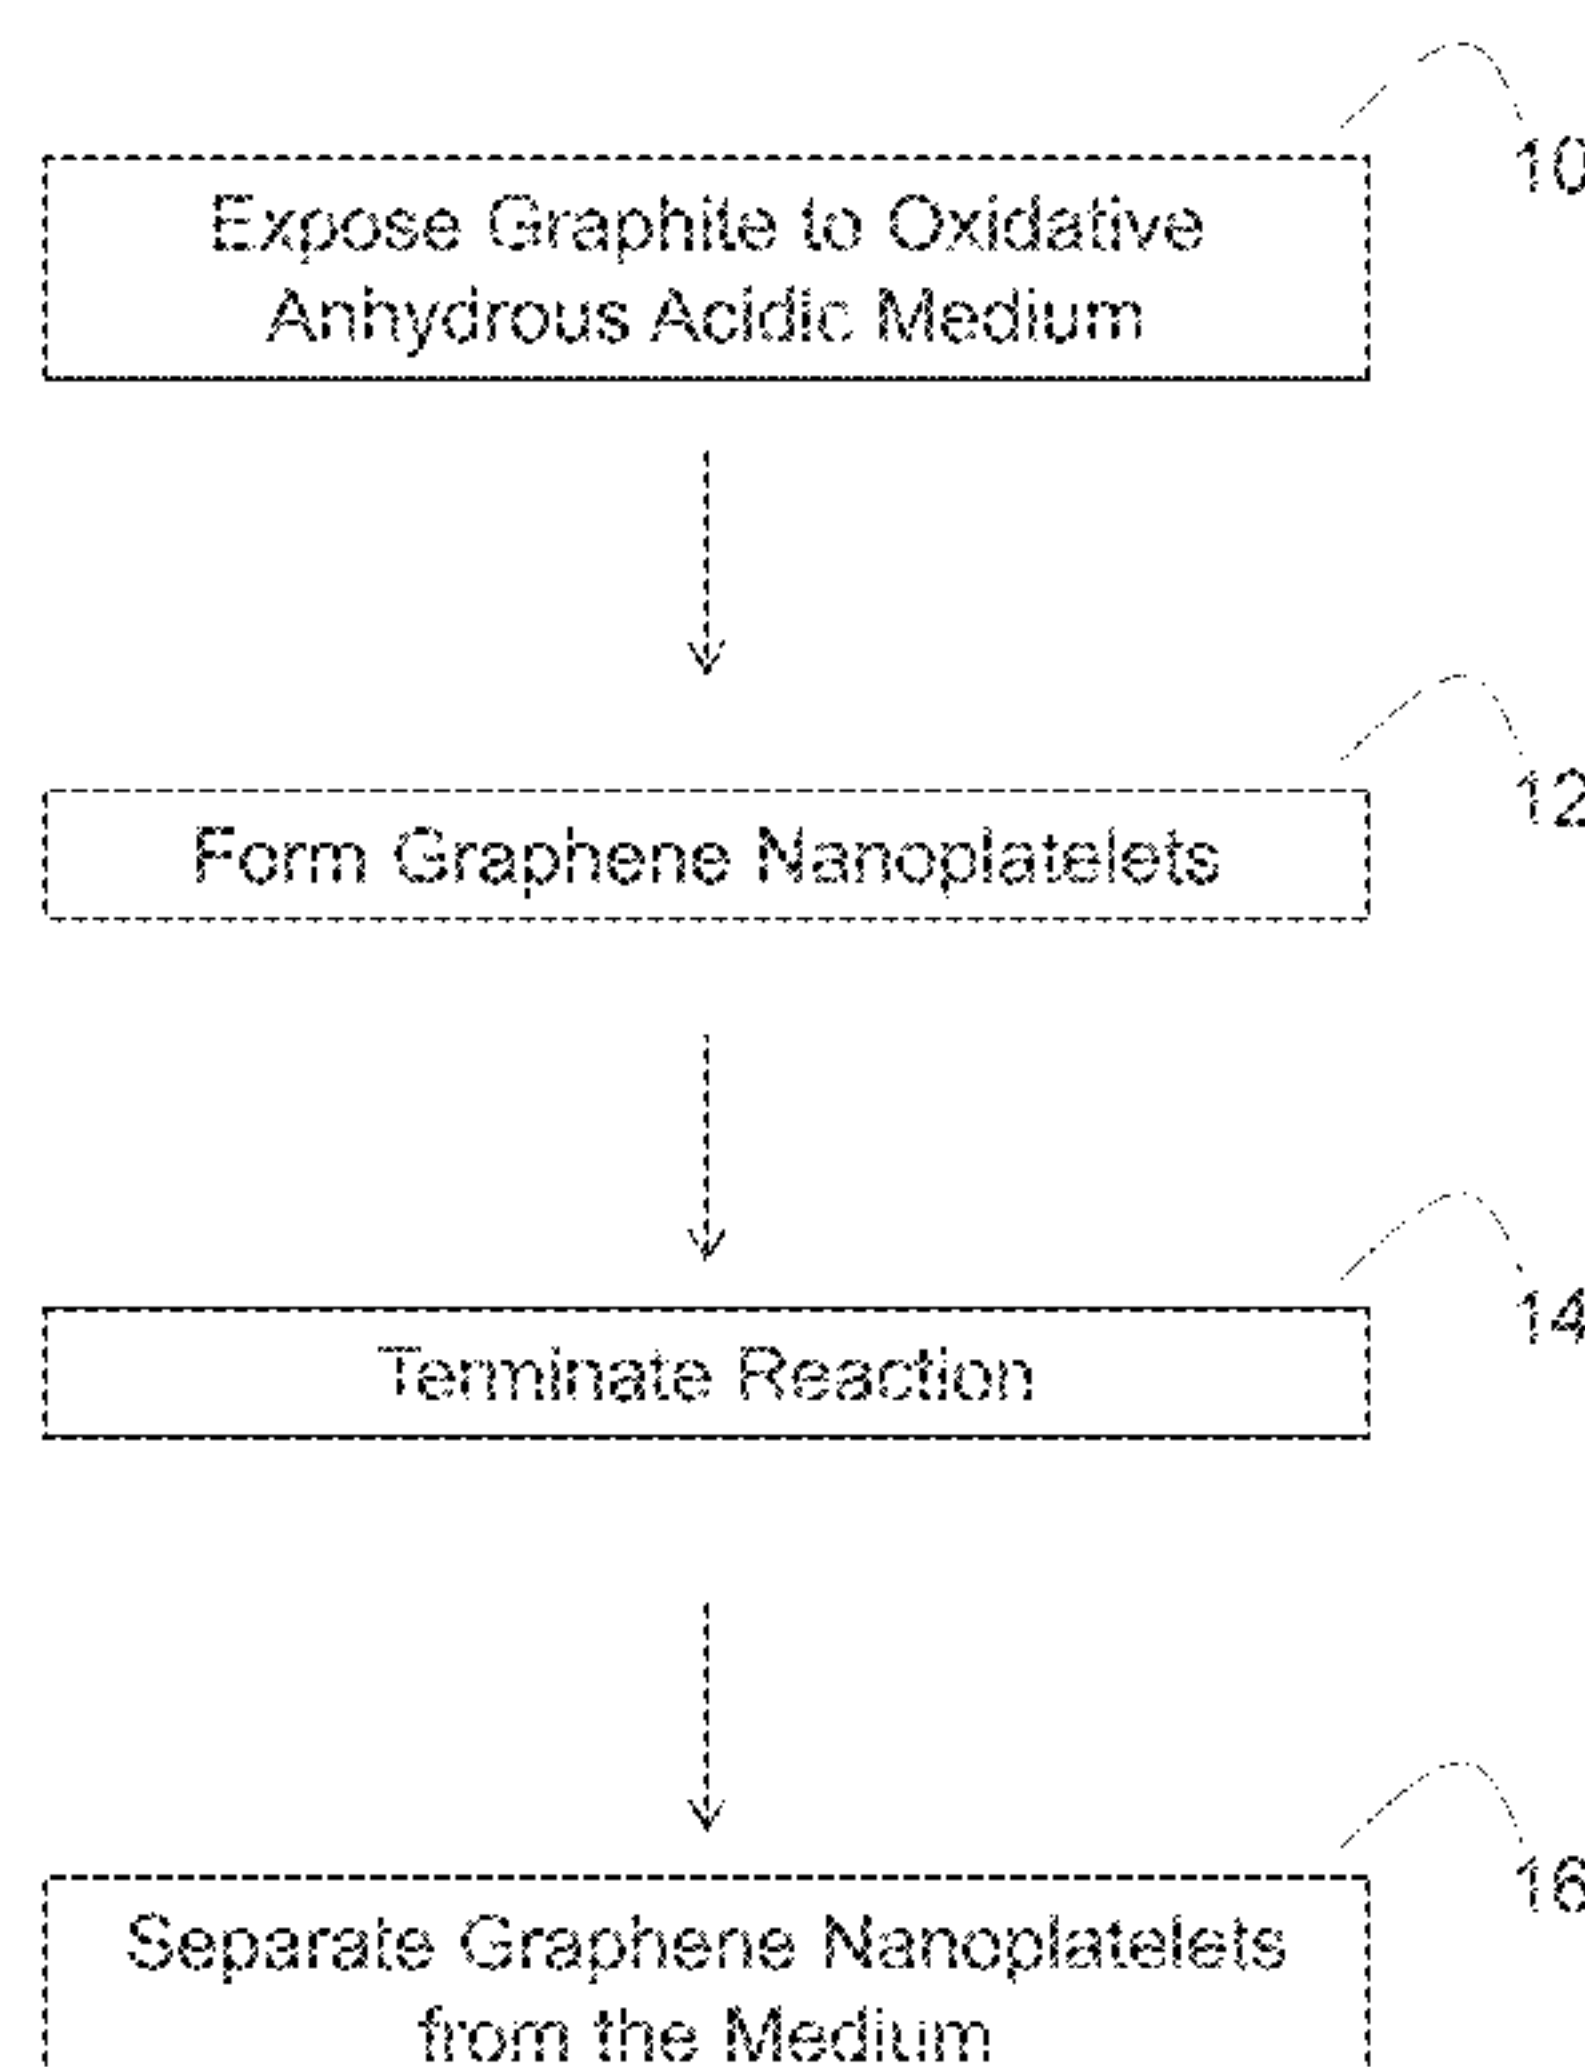 10
Expose Graphite to Oxidative
Anhydrous Acidic Medium
12
Form Graphene Nanoplatelets
14
Terminate Reaction
16
Separate Graphene Nanoplatelets
from the Medium